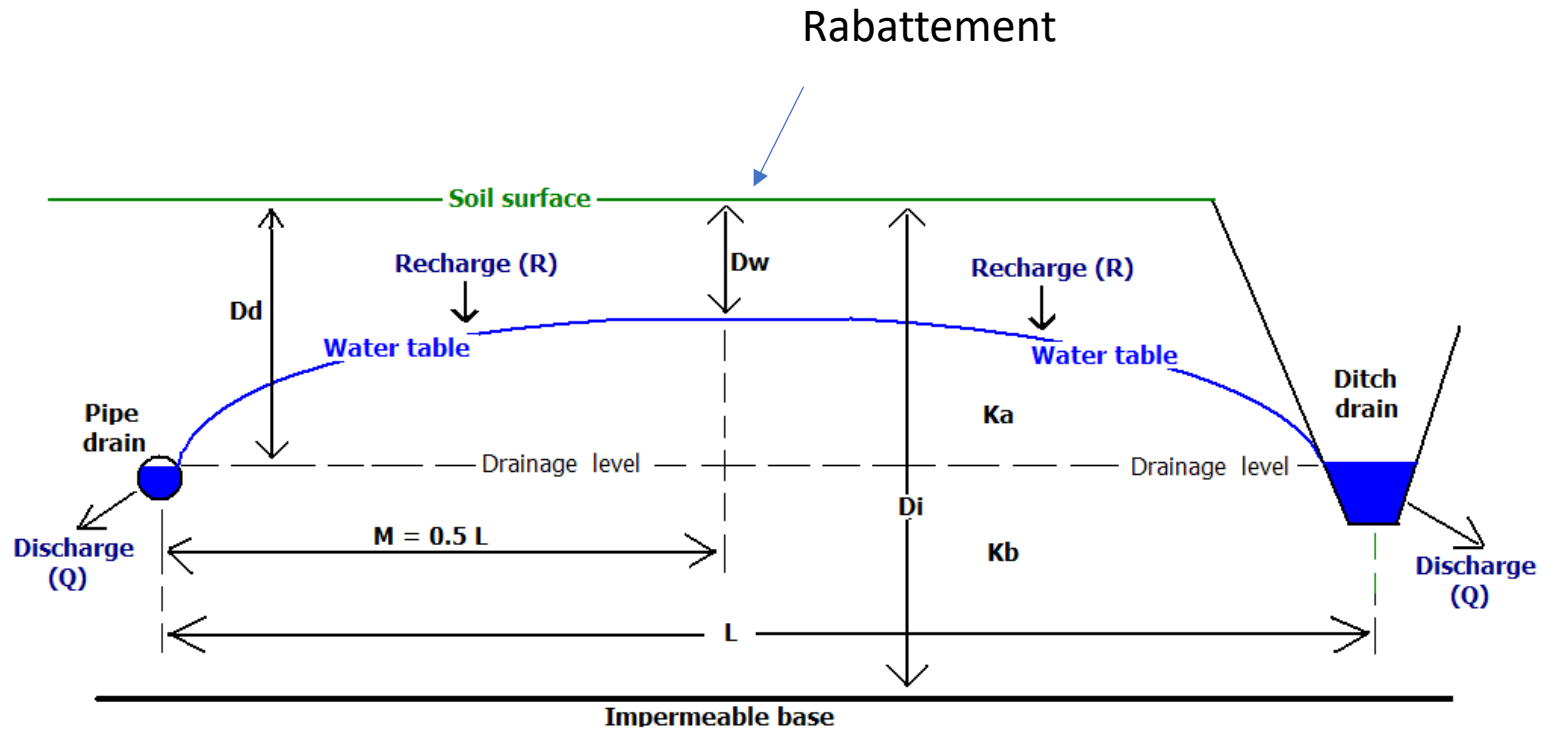 Rabattement
Soil surface
Recharge (R)
Dw
Recharge (R)
Dd
Water table
Water table
Ditch
drain
Pipe
drain
Ka
Drainage level
Drainage level
Di
M = 0.5 L
Kb
Discharge
(Q)
Discharge
(Q)
L
Impermeable base